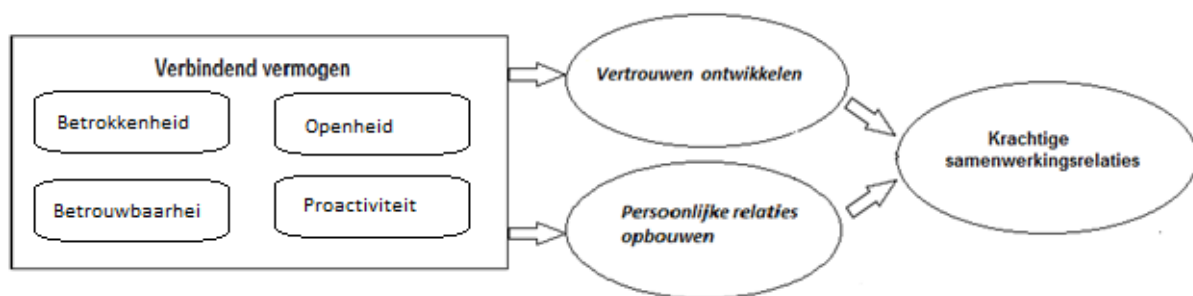 Verbindend vermogen
Betrokkenheid
Openheid
Betrouwbaarhei
Proactiviteit
Vertrouwen ontwikkelen
Persoonlijke relaties
opbouwen
Krachtige
samenwerkingsrelaties